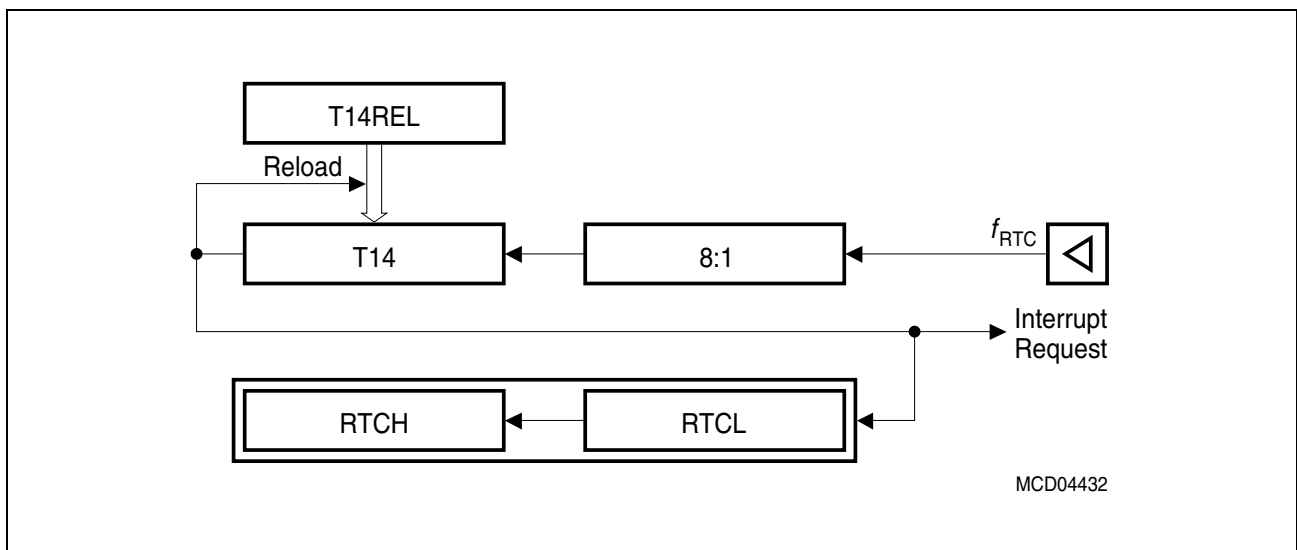 T14REL
Reload
T14
8:1
fRTC
Interrupt
Request
RTCH
RTCL
MCD04432